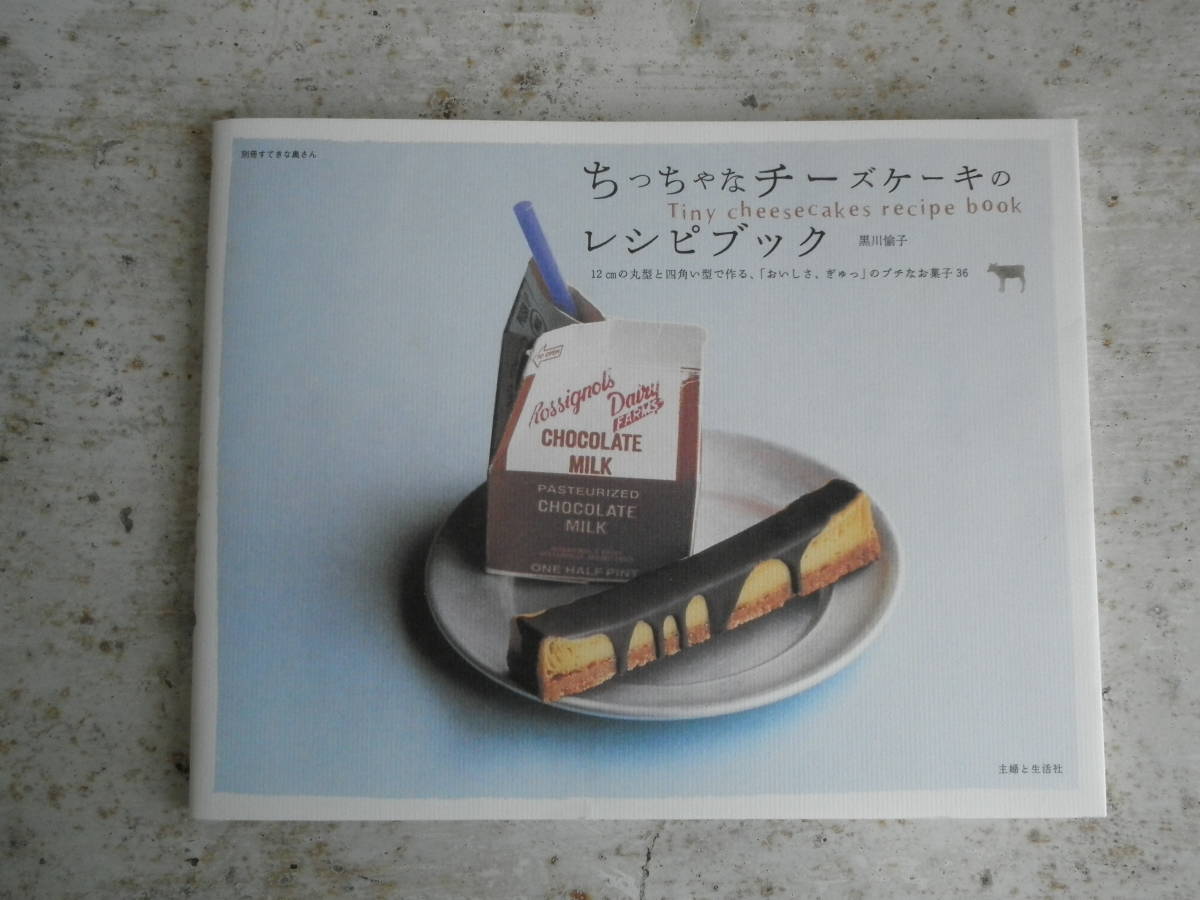 別冊すてきな奥さん
ちっちゃなチーズケーキの
Tiny cheesecakes recipe book
レシピブック 黒川愉子
12㎝の丸型と四角い型で作る、「おいしさ、ぎゅっ」のプチなお菓子36
TO OPEN
Rossignol's
Dairy
FARMS
CHOCOLATE
MILK
PASTEURIZED
CHOCOLATE
MILK
ONE HALF PINT
主婦と生活社